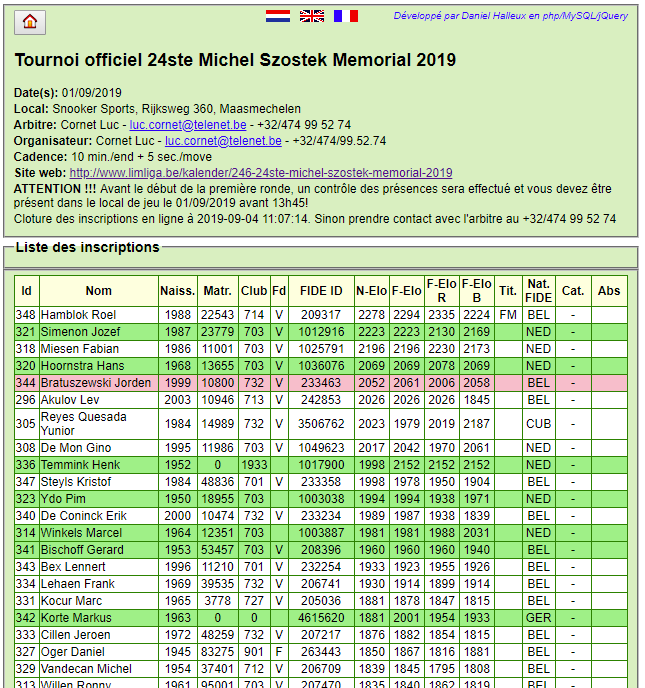 Développé par Daniel Halleux en php/MySQL/jQuery
Tournoi officiel 24ste Michel Szostek Memorial 2019
Date(s): 01/09/2019
Local: Snooker Sports, Rijksweg 360, Maasmechelen
Arbitre: Cornet Luc - luc.cornet@telenet.be - +32/474 99 52 74
Organisateur: Cornet Luc - luc.cornet@telenet.be - +32/474/99.52.74
Cadence: 10 min./end + 5 sec./move
Site web: http://www.limliga.be/kalender/246-24ste-michel-szostek-memorial-2019
ATTENTION !!! Avant le début de la première ronde, un contrôle des présences sera effectué et vous devez être
présent dans le local de jeu le 01/09/2019 avant 13h45!
Cloture des inscriptions en ligne à 2019-09-04 11:07:14. Sinon prendre contact avec l'arbitre au +32/474 99 52 74
Liste des inscriptions
Id Nom Naiss. Matr. Club Fd FIDE ID N-Elo F-Elo F-Elo R F-Elo B Tit. Nat. FIDE Cat. Abs
348 Hamblok Roel 1988 22543 714 V 209317 2278 2294 2335 2224 FM BEL -
321 Simenon Jozef 1987 23779 703 V 1012916 2223 2223 2130 2169 NED -
318 Miesen Fabian 1986 11001 703 V 1025791 2196 2196 2230 2173 NED -
320 Hoornstra Hans 1968 13655 703 V 1036076 2069 2069 2078 2069 NED -
344 Bratuszewski Jorden 1999 10800 732 V 233463 2052 2061 2006 2058 BEL -
296 Akulov Lev 2003 10946 713 V 242853 2026 2026 2026 1845 BEL -
305 Reyes Quesada Yunior 1984 14989 732 V 3506762 2023 1979 2019 2187 CUB -
308 De Mon Gino 1995 11986 703 V 1049623 2017 2042 1970 2061 NED -
336 Temmink Henk 1952 0 1933 1017900 1998 2152 2152 2152 NED -
347 Steyls Kristof 1984 48836 701 V 233358 1998 1978 1950 1904 BEL -
323 Ydo Pim 1950 18955 703 1003038 1994 1994 1938 1971 NED -
340 De Coninck Erik 2000 10474 732 V 233234 1989 1987 1938 1839 BEL -
314 Winkels Marcel 1964 12351 703 1003887 1981 1981 1988 2031 NED -
341 Bischoff Gerard 1953 53457 703 V 208396 1960 1960 1960 1940 BEL -
343 Bex Lennert 1996 11210 701 V 232254 1933 1923 1955 1926 BEL -
334 Lehaen Frank 1969 39535 732 V 206741 1930 1914 1899 1914 BEL -
331 Kocur Marc 1965 3778 727 V 205036 1881 1878 1847 1815 BEL -
342 Korte Markus 1963 0 0 4615620 1881 2001 1954 1933 GER -
333 Cillen Jeroen 1972 48259 732 V 207217 1876 1882 1854 1815 BEL -
327 Oger Daniel 1945 83275 901 F 263443 1850 1867 1816 1881 BEL -
329 Vandecan Michel 1954 37401 712 V 206709 1839 1845 1795 1808 BEL -
313 Willen Ronny 1961 95001 703 V 207470 1835 1840 1862 1819 BEL -